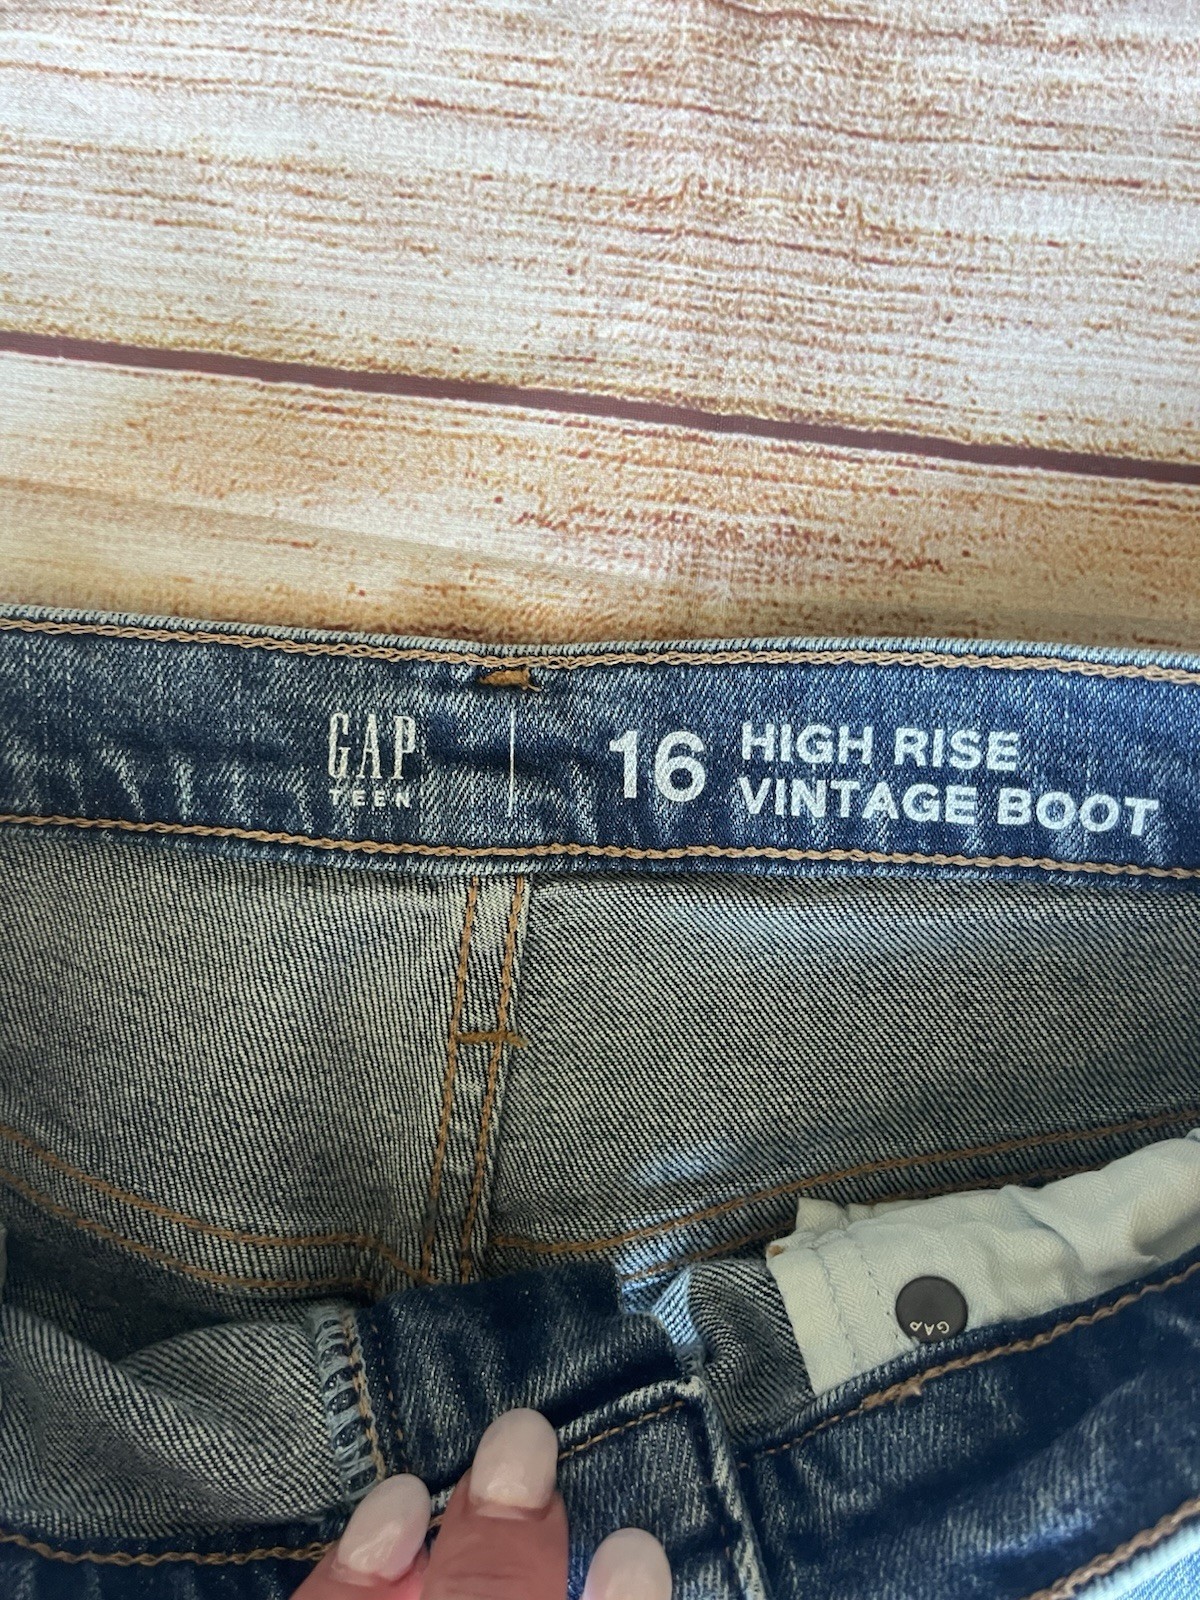 GAP
TEEN
16
HIGH RISE
VINTAGE BOOT
GAP